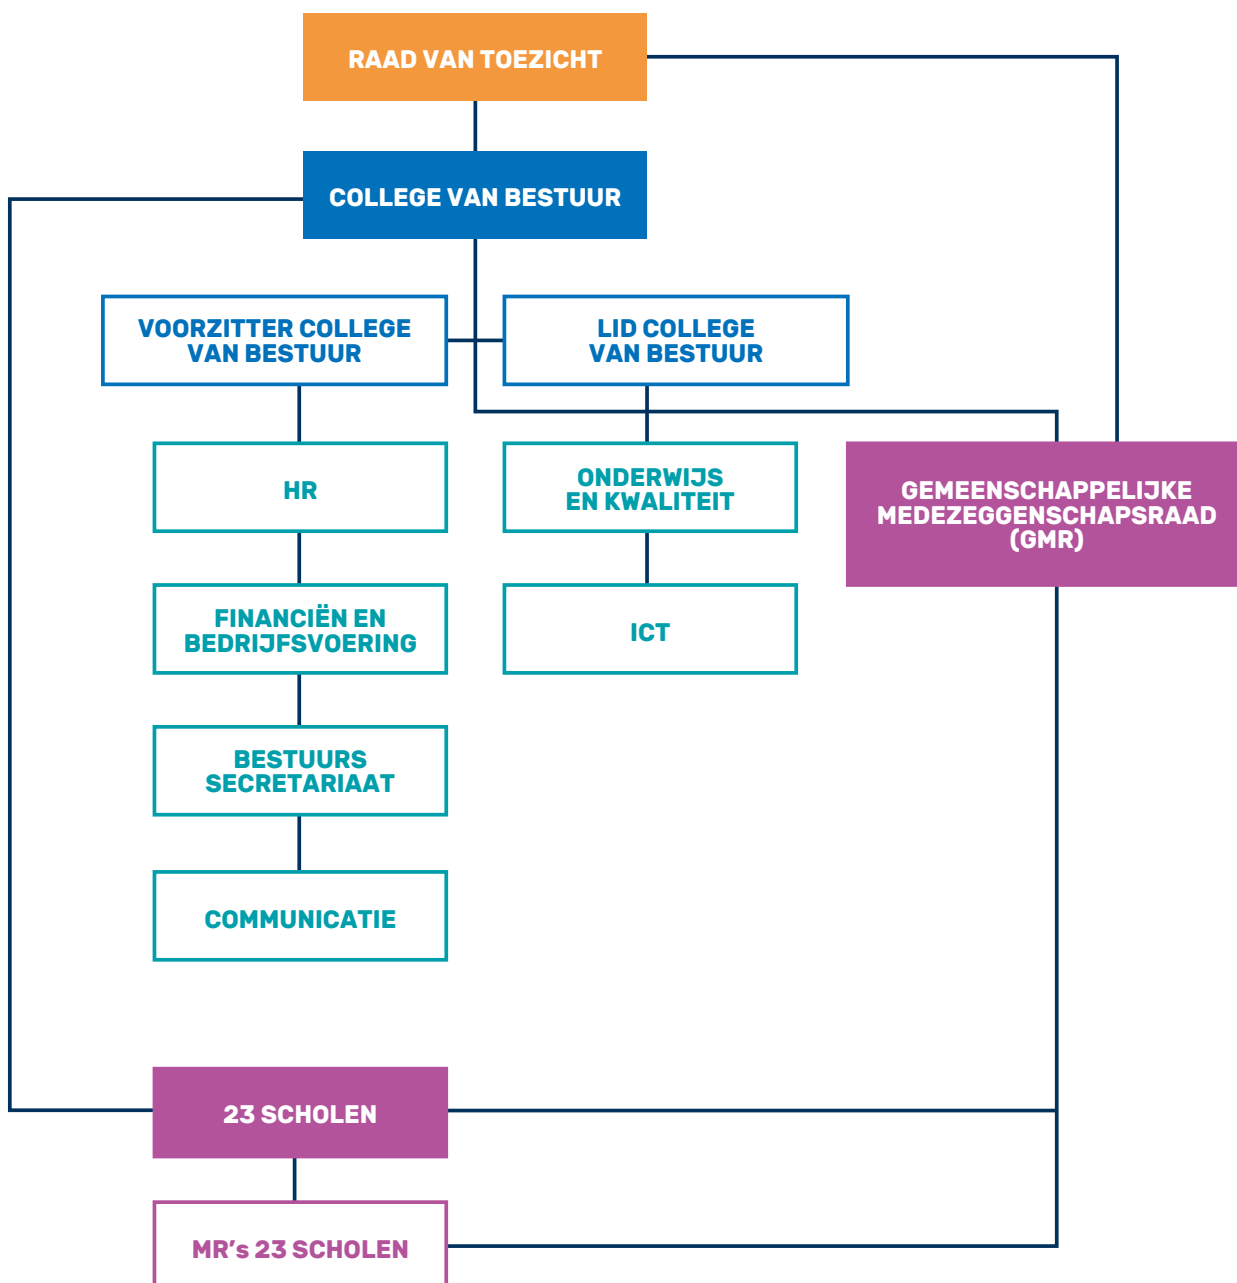 RAAD VAN TOEZICHT
COLLEGE VAN BESTUUR
VOORZITTER COLLEGE
VAN BESTUUR
LID COLLEGE
VAN BESTUUR
HR
ONDERWIJS
EN KWALITEIT
GEMEENSCHAPPELIJKE
MEDEZEGGENSCHAPSRAAD
(GMR)
FINANCIËN EN
BEDRIJFSVOERING
ICT
BESTUURS
SECRETARIAAT
COMMUNICATIE
23 SCHOLEN
MR's 23 SCHOLEN